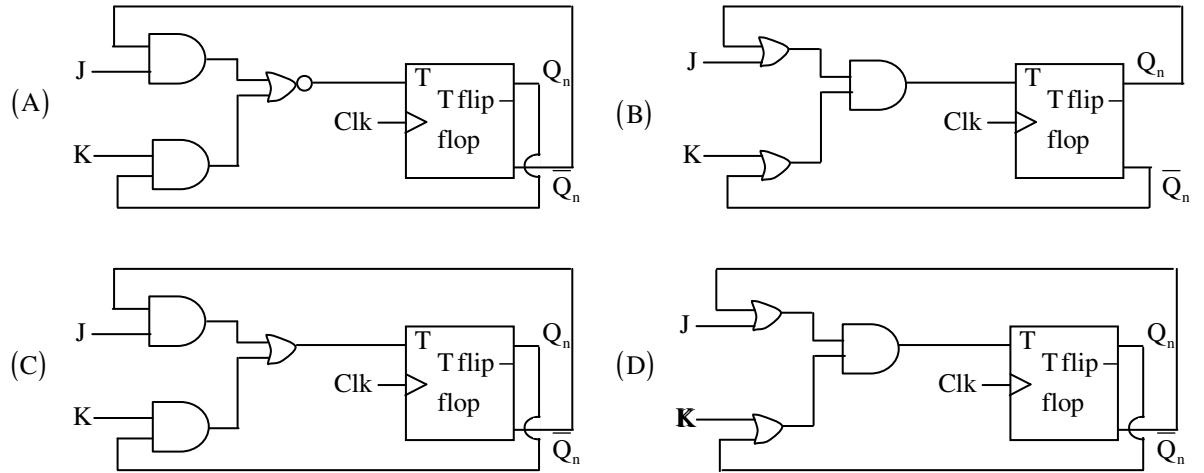 (A)
J
K
T
T flip
flop
Clk
Qₙ
Q̅ₙ
(B)
J
K
T
T flip
flop
Clk
Qₙ
Q̅ₙ
(C)
J
K
T
T flip
flop
Clk
Qₙ
Q̅ₙ
(D)
J
K
T
T flip
flop
Clk
Qₙ
Q̅ₙ